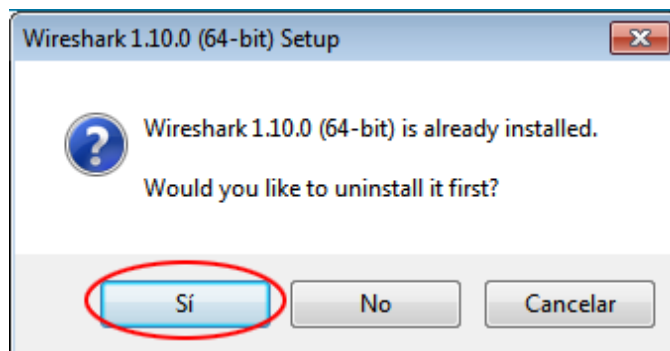 Wireshark 1.10.0 (64-bit) Setup
Wireshark 1.10.0 (64-bit) is already installed.
Would you like to uninstall it first?
Sí No Cancelar